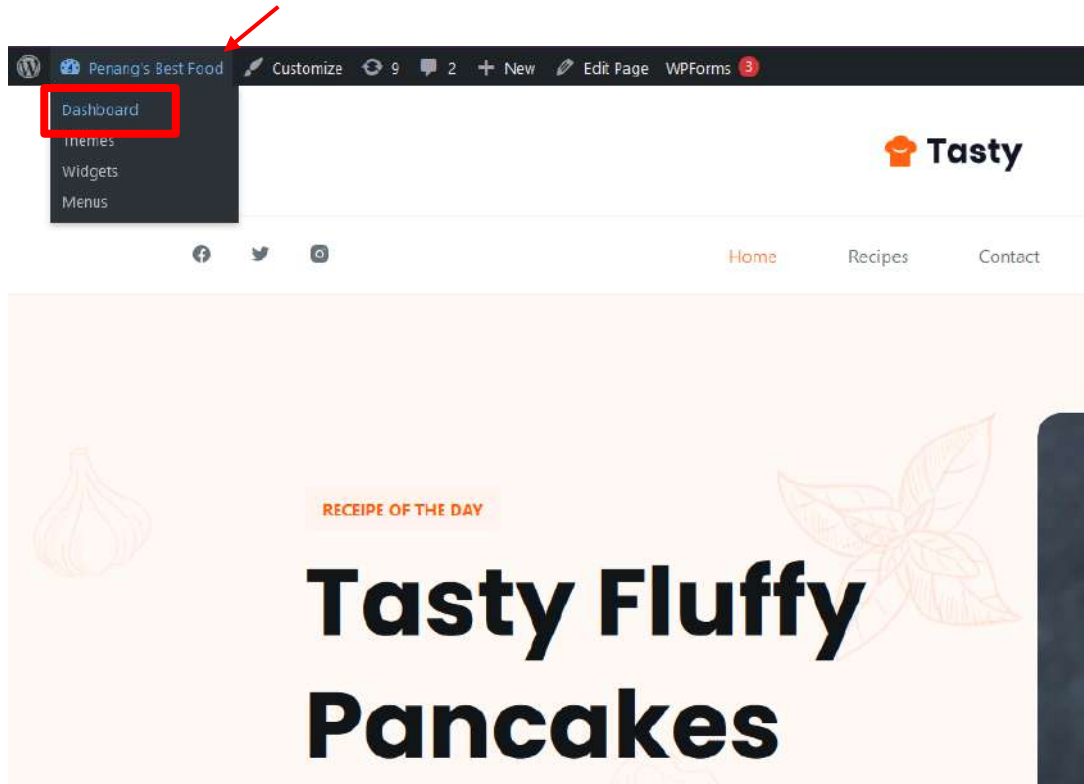 Penang's Best Food Customize 9 2 New Edit Page WPForms 3
Dashboard
Themes
Widgets
Menus
Tasty
Home Recipes Contact
RECEIPE OF THE DAY
Tasty Fluffy
Pancakes